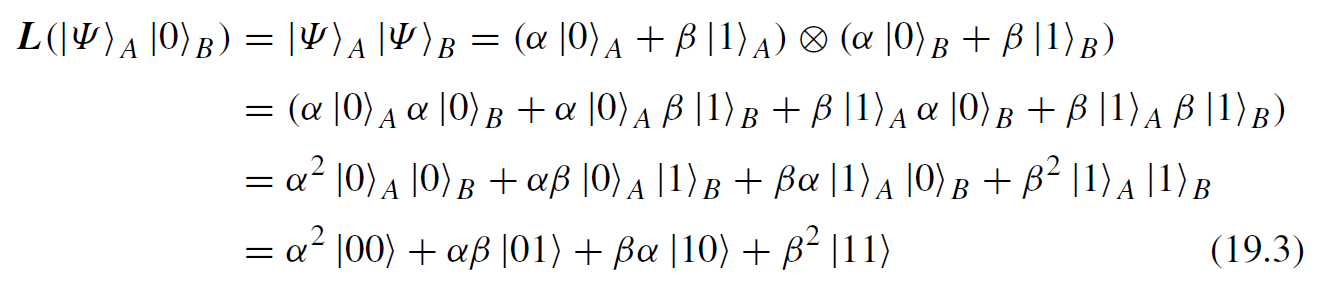 L(|Ψ⟩_A |0⟩_B) = |Ψ⟩_A |Ψ⟩_B = (α |0⟩_A + β |1⟩_A) ⊗ (α |0⟩_B + β |1⟩_B)
= (α |0⟩_A α |0⟩_B + α |0⟩_A β |1⟩_B + β |1⟩_A α |0⟩_B + β |1⟩_A β |1⟩_B)
= α² |0⟩_A |0⟩_B + αβ |0⟩_A |1⟩_B + βα |1⟩_A |0⟩_B + β² |1⟩_A |1⟩_B
= α² |00⟩ + αβ |01⟩ + βα |10⟩ + β² |11⟩ (19.3)